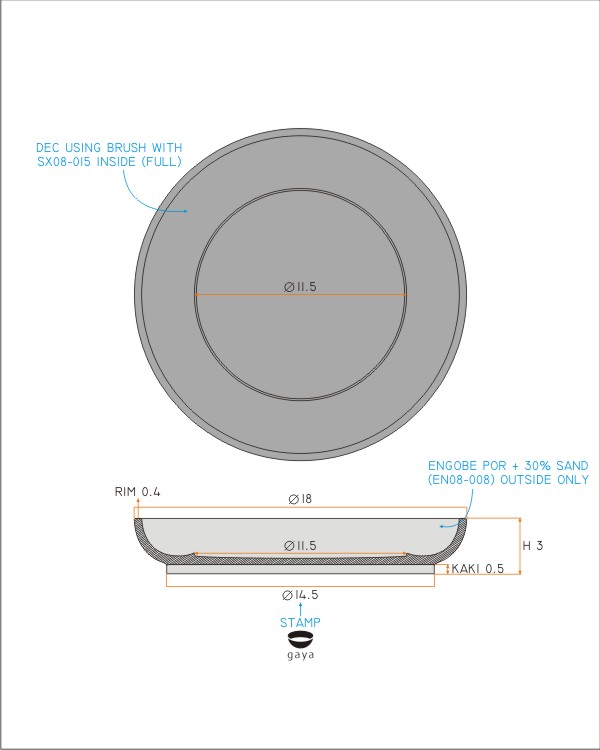 DEC USING BRUSH WITH
SX08-015 INSIDE (FULL)
∅11.5
ENGOBE POR + 30% SAND
(EN08-008) OUTSIDE ONLY
RIM 0.4
∅18
∅11.5
H 3
KAKI 0.5
∅14.5
STAMP
gaya